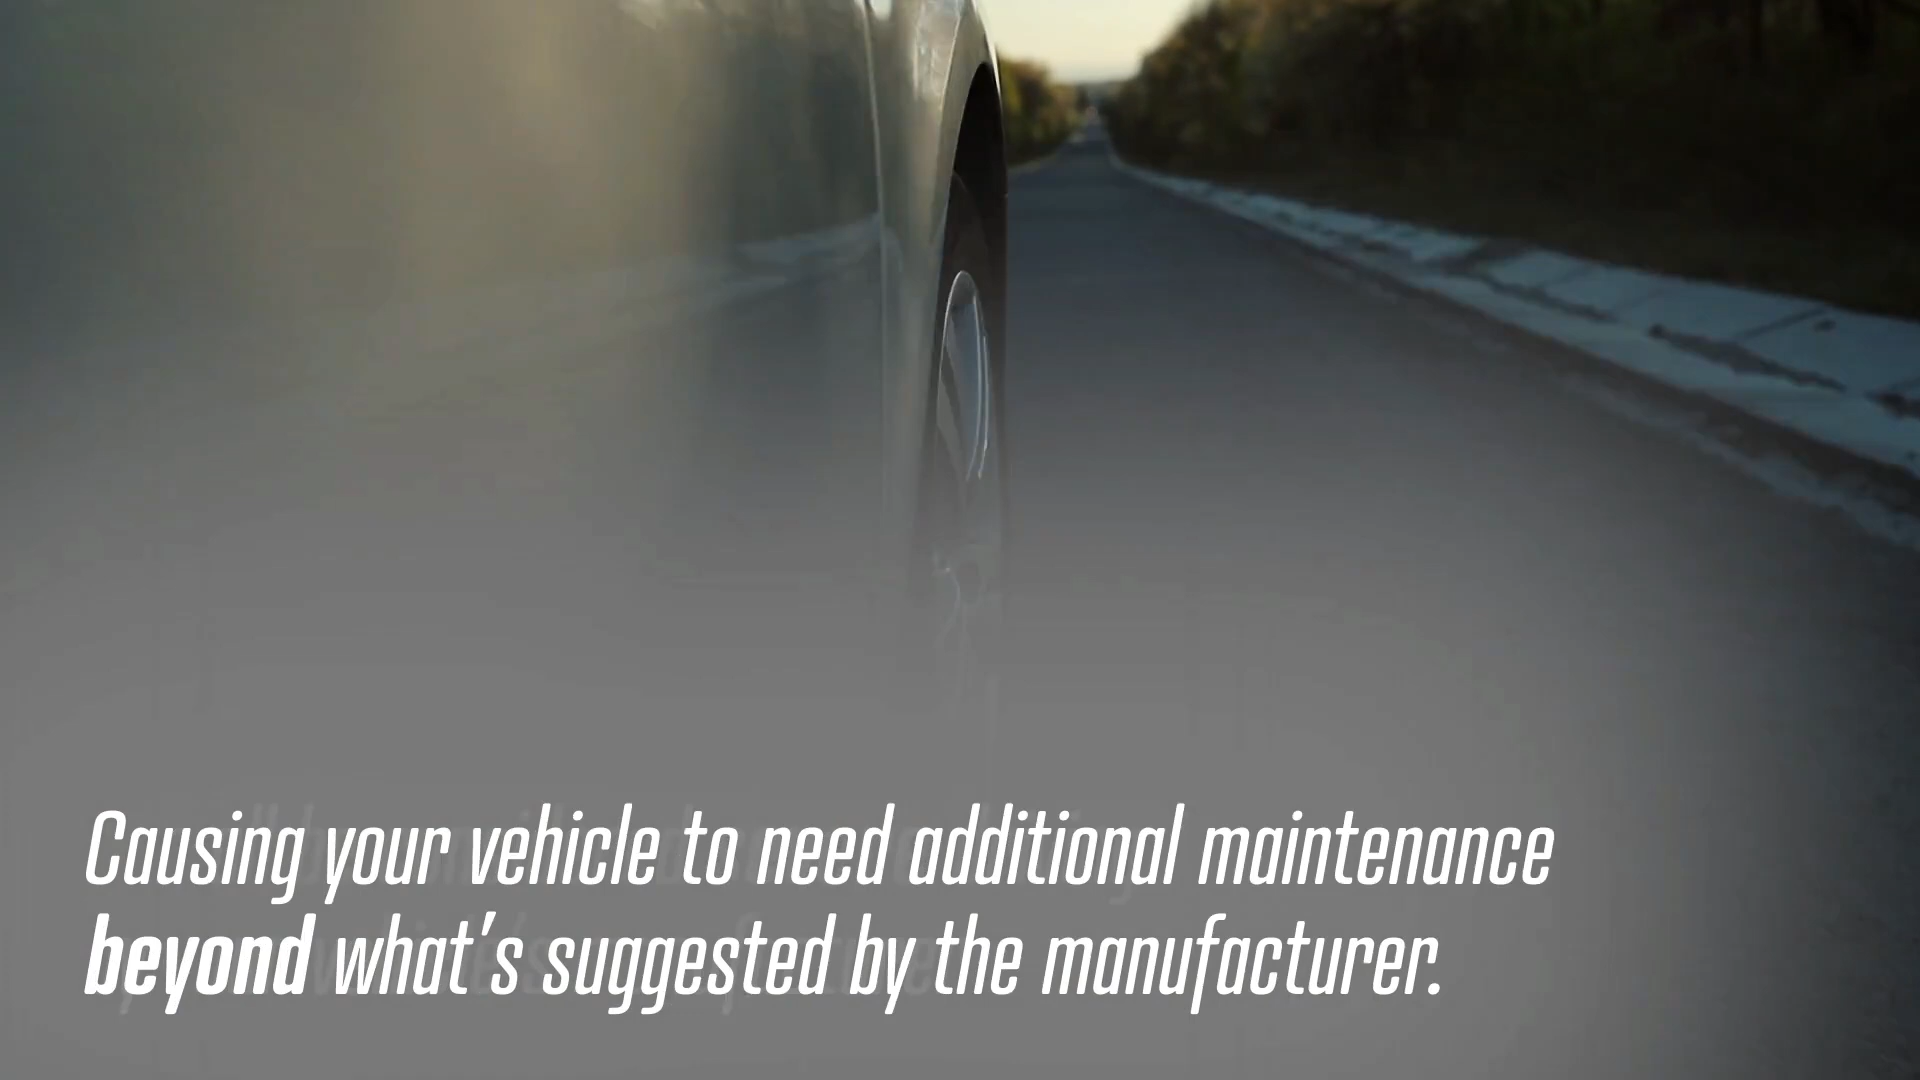 Causing your vehicle to need additional maintenance
beyond what's suggested by the manufacturer.